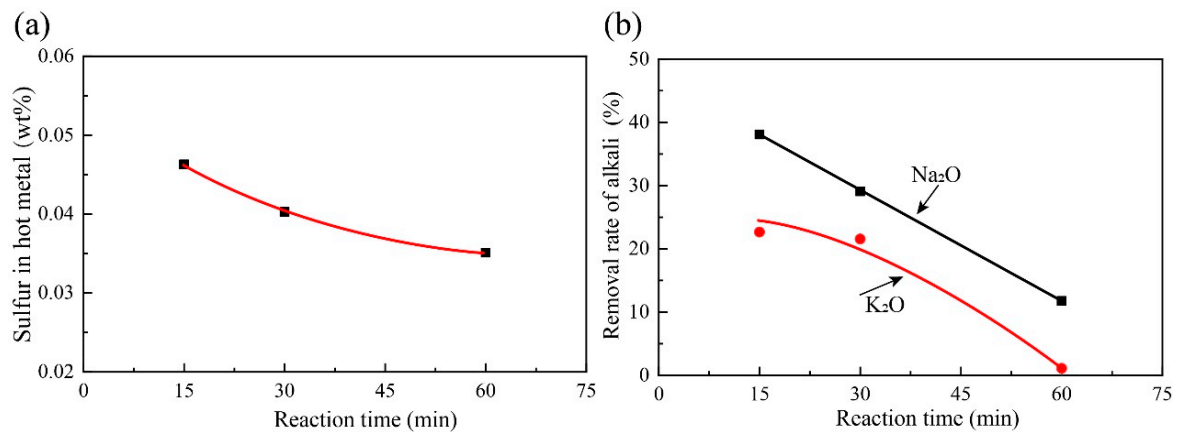 (a)
Sulfur in hot metal (wt%)
0.06
0.05
0.04
0.03
0.02
0 15 30 45 60 75
Reaction time (min)
(b)
Removal rate of alkali (%)
50
40
30
20
10
0
Na₂O
K₂O
0 15 30 45 60 75
Reaction time (min)